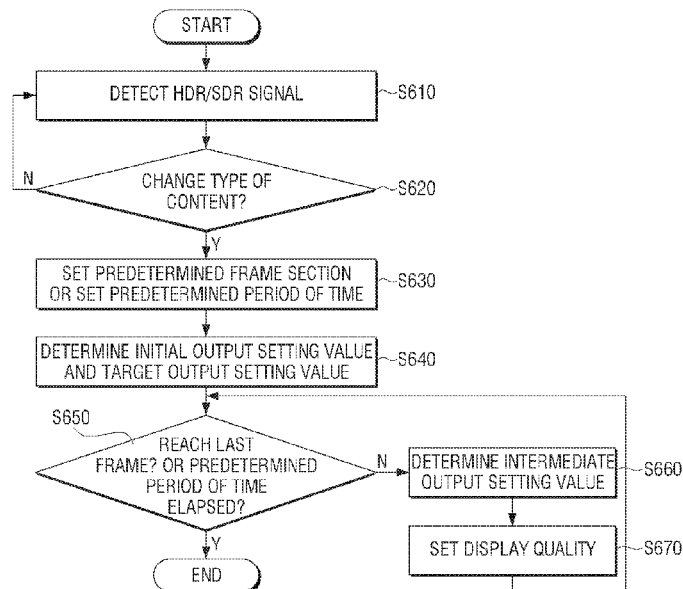 START
DETECT HDR/SDR SIGNAL
S610
N
CHANGE TYPE OF
CONTENT?
S620
Y
SET PREDETERMINED FRAME SECTION
OR SET PREDETERMINED PERIOD OF TIME
S630
DETERMINE INITIAL OUTPUT SETTING VALUE
AND TARGET OUTPUT SETTING VALUE
S640
S650
REACH LAST
FRAME? OR PREDETERMINED
PERIOD OF TIME
ELAPSED?
N
DETERMINE INTERMEDIATE
OUTPUT SETTING VALUE
S660
Y
SET DISPLAY QUALITY
S670
END